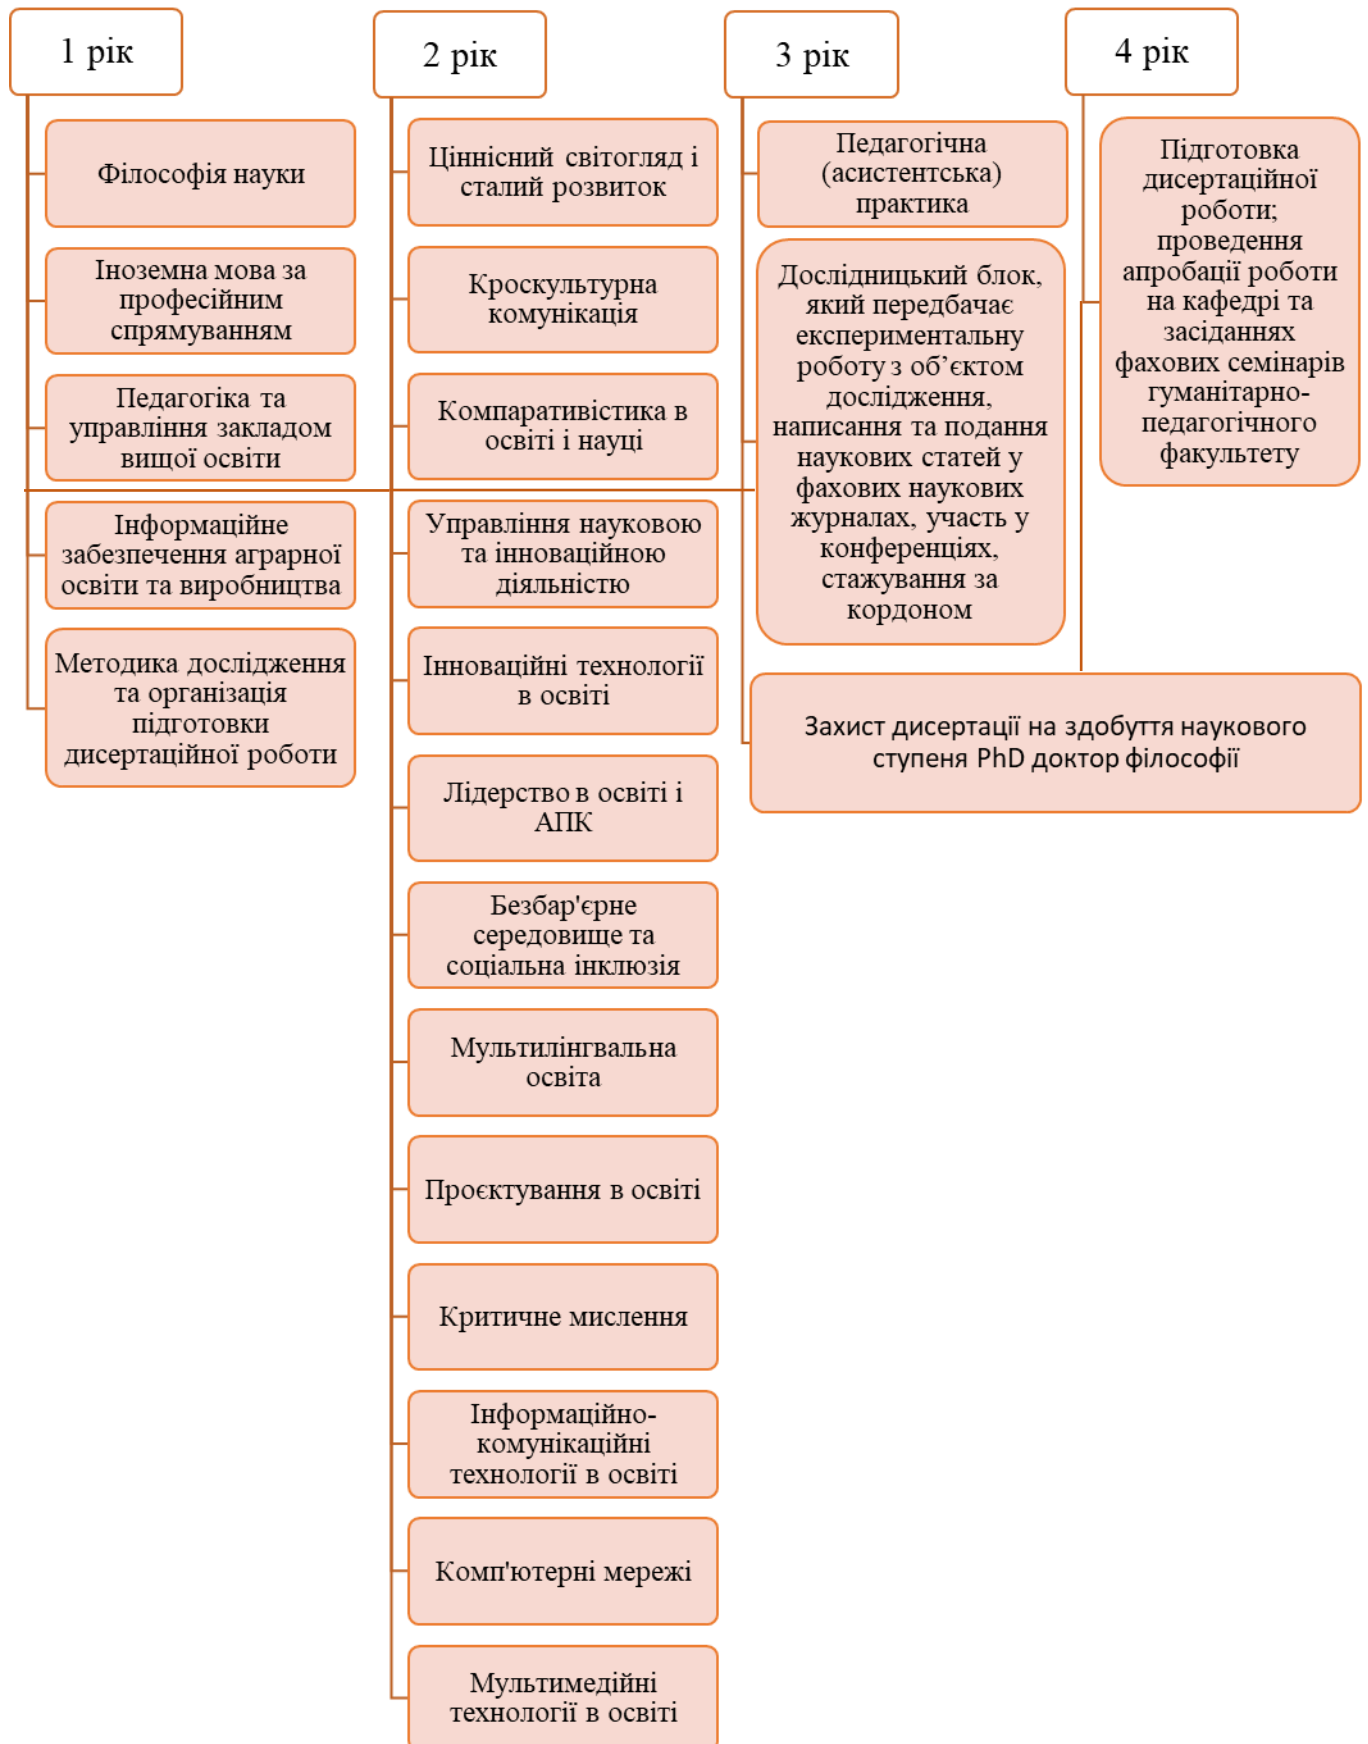 1 рік
Філософія науки
Іноземна мова за
професійним
спрямуванням
Педагогіка та
управління закладом
вищої освіти
Інформаційне
забезпечення аграрної
освіти та виробництва
Методика дослідження
та організація
підготовки
дисертаційної роботи
2 рік
Ціннісний світогляд і
сталий розвиток
Кроскультурна
комунікація
Компаративістика в
освіті і науці
Управління науковою
та інноваційною
діяльністю
Інноваційні технології
в освіті
Лідерство в освіті і
АПК
Безбар'єрне
середовище та
соціальна інклюзія
Мультилінгвальна
освіта
Проєктування в освіті
Критичне мислення
Інформаційно-
комунікаційні
технології в освіті
Комп'ютерні мережі
Мультимедійні
технології в освіті
3 рік
Педагогічна
(асистентська)
практика
Дослідницький блок,
який передбачає
експериментальну
роботу з об’єктом
дослідження,
написання та подання
наукових статей у
фахових наукових
журналах, участь у
конференціях,
стажування за
кордоном
4 рік
Підготовка
дисертаційної
роботи;
проведення
апробації роботи
на кафедрі та
засіданнях
фахових семінарів
гуманітарно-
педагогічного
факультету
Захист дисертації на здобуття наукового
ступеня PhD доктор філософії